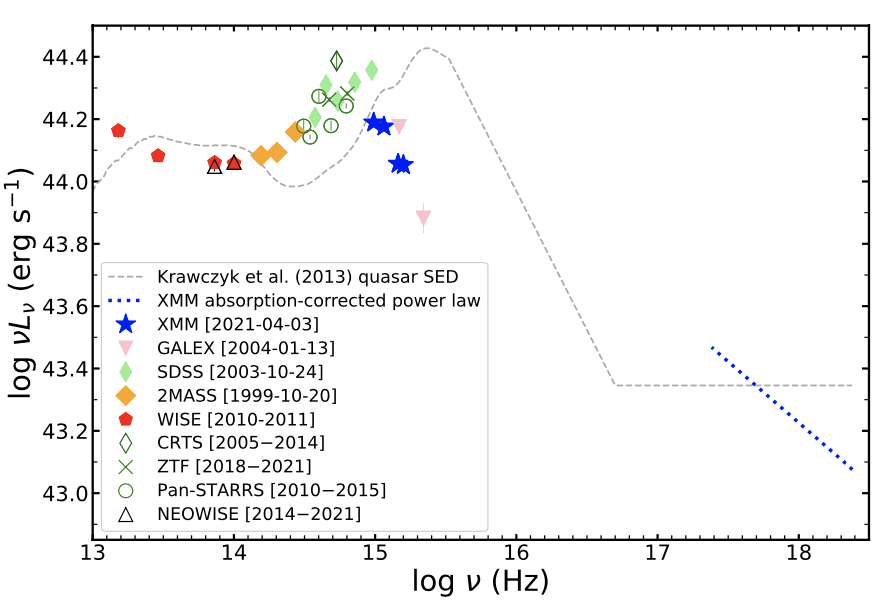 44.4
44.2
44.0
43.8
43.6
43.4
43.2
43.0
log νLν (erg s−1)
Krawczyk et al. (2013) quasar SED
XMM absorption-corrected power law
XMM [2021-04-03]
GALEX [2004-01-13]
SDSS [2003-10-24]
2MASS [1999-10-20]
WISE [2010-2011]
CRTS [2005−2014]
ZTF [2018−2021]
Pan-STARRS [2010−2015]
NEOWISE [2014−2021]
13 14 15 16 17 18
log ν (Hz)